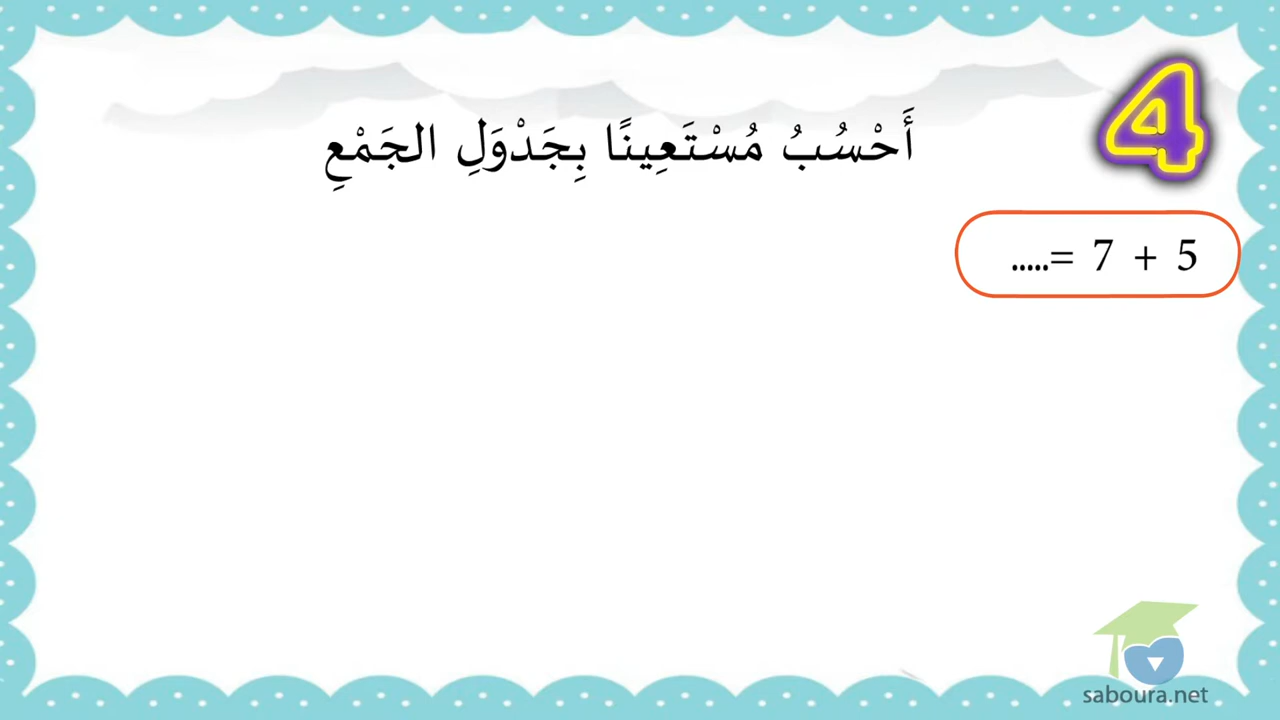 4
أَحْسُبُ مُسْتَعِينًا بِجَدْوَلِ الجَمْعِ
5 + 7 =.....
saboura.net